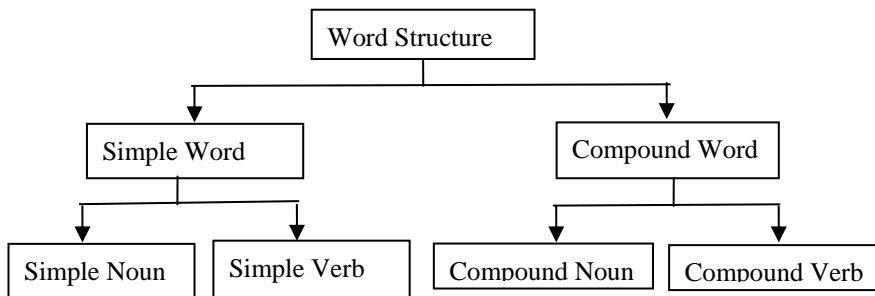 Word Structure
Simple Word
Compound Word
Simple Noun
Simple Verb
Compound Noun
Compound Verb